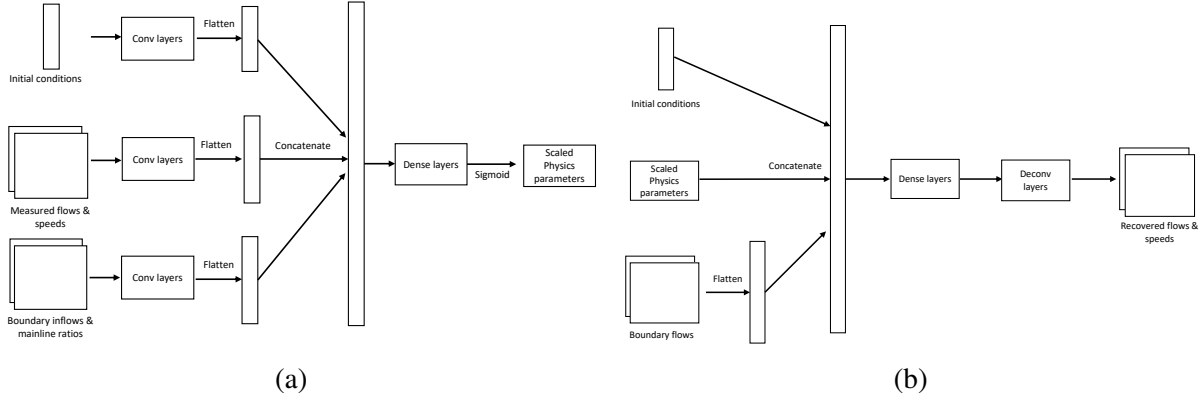 Initial conditions
Conv layers
Flatten
Measured flows &
speeds
Conv layers
Flatten
Concatenate
Boundary inflows &
mainline ratios
Conv layers
Flatten
Dense layers
Sigmoid
Scaled
Physics
parameters
(a)
Initial conditions
Scaled
Physics
parameters
Concatenate
Boundary flows
Flatten
Dense layers
Deconv
layers
Recovered flows &
speeds
(b)